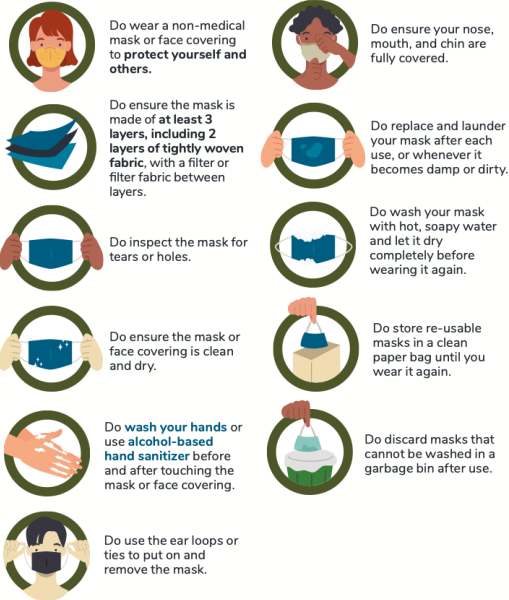 Do wear a non-medical
mask or face covering
to protect yourself and
others.
Do ensure the mask is
made of at least 3
layers, including 2
layers of tightly woven
fabric, with a filter or
filter fabric between
layers.
Do inspect the mask for
tears or holes.
Do ensure the mask or
face covering is clean
and dry.
Do wash your hands or
use alcohol-based
hand sanitizer before
and after touching the
mask or face covering.
Do use the ear loops or
ties to put on and
remove the mask.
Do ensure your nose,
mouth, and chin are
fully covered.
Do replace and launder
your mask after each
use, or whenever it
becomes damp or dirty.
Do wash your mask
with hot, soapy water
and let it dry
completely before
wearing it again.
Do store re-usable
masks in a clean
paper bag until you
wear it again.
Do discard masks that
cannot be washed in a
garbage bin after use.